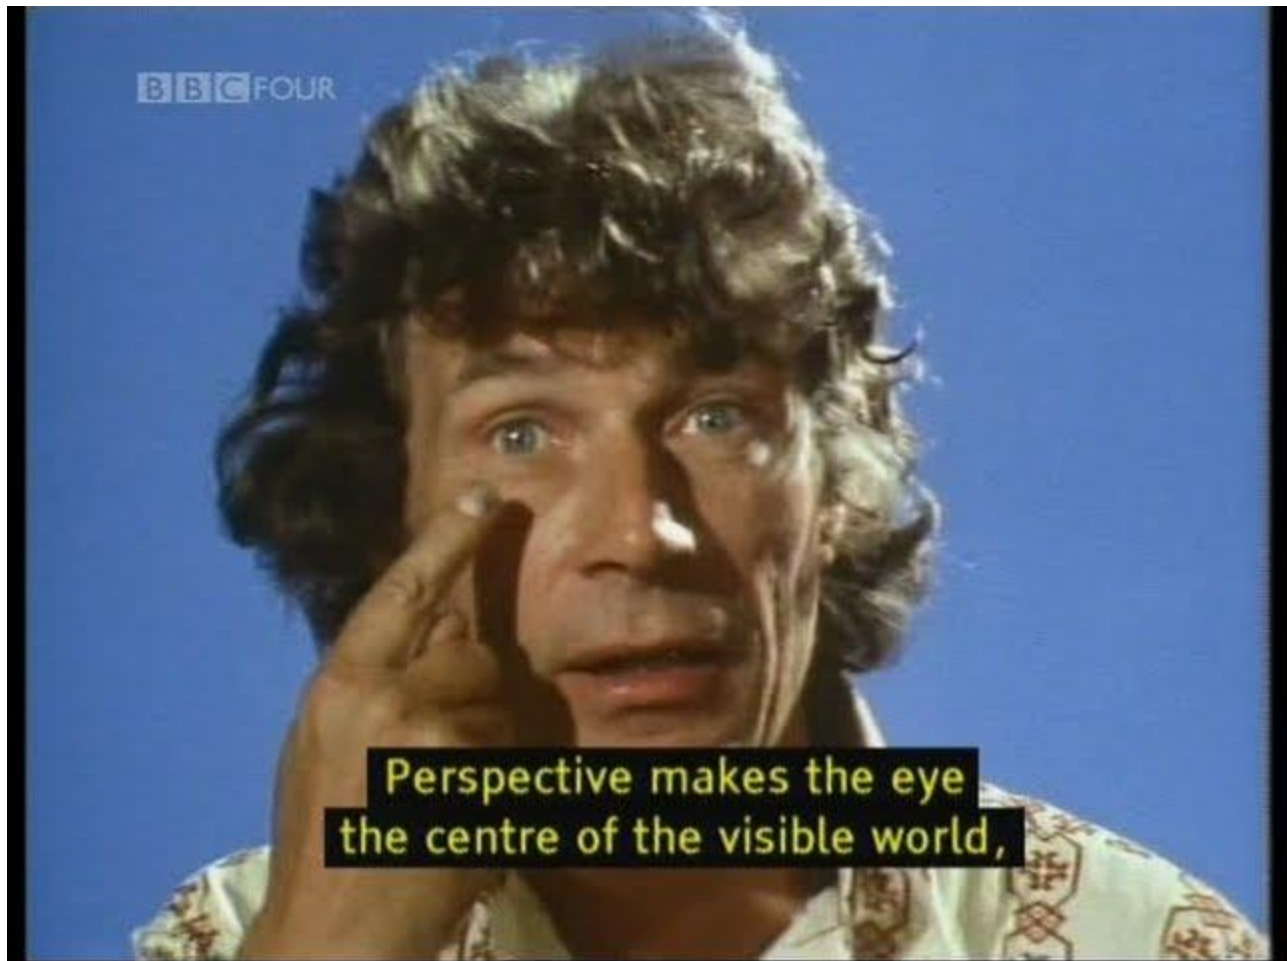 BBC FOUR
Perspective makes the eye
the centre of the visible world,